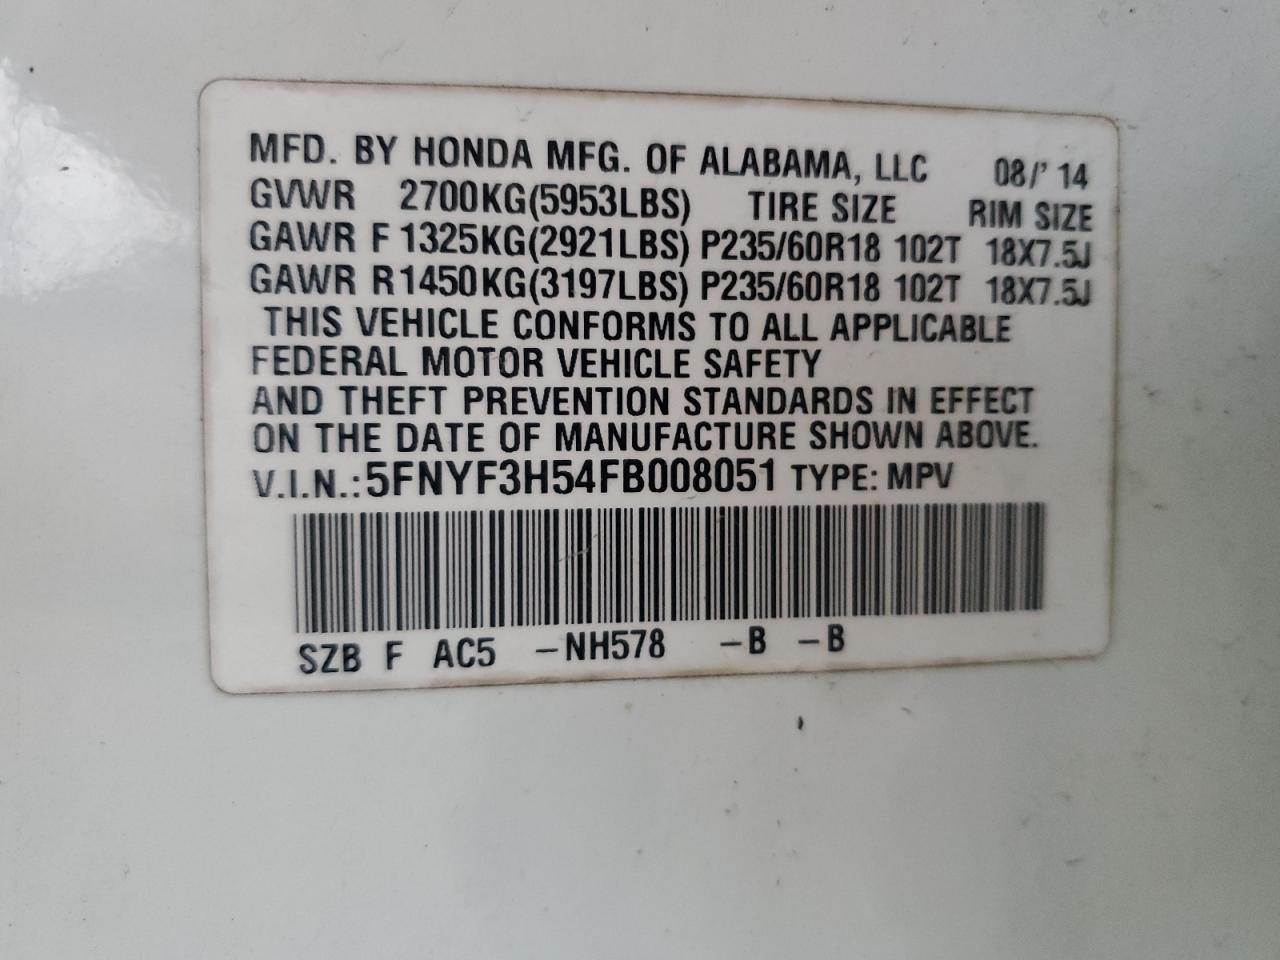 MFD. BY HONDA MFG. OF ALABAMA, LLC 08/' 14
GVWR 2700KG(5953LBS) TIRE SIZE RIM SIZE
GAWR F 1325KG(2921LBS) P235/60R18 102T 18X7.5J
GAWR R 1450KG(3197LBS) P235/60R18 102T 18X7.5J
THIS VEHICLE CONFORMS TO ALL APPLICABLE
FEDERAL MOTOR VEHICLE SAFETY
AND THEFT PREVENTION STANDARDS IN EFFECT
ON THE DATE OF MANUFACTURE SHOWN ABOVE.
V.I.N.:5FNYF3H54FB008051 TYPE: MPV
SZB F AC5 –NH578 –B –B